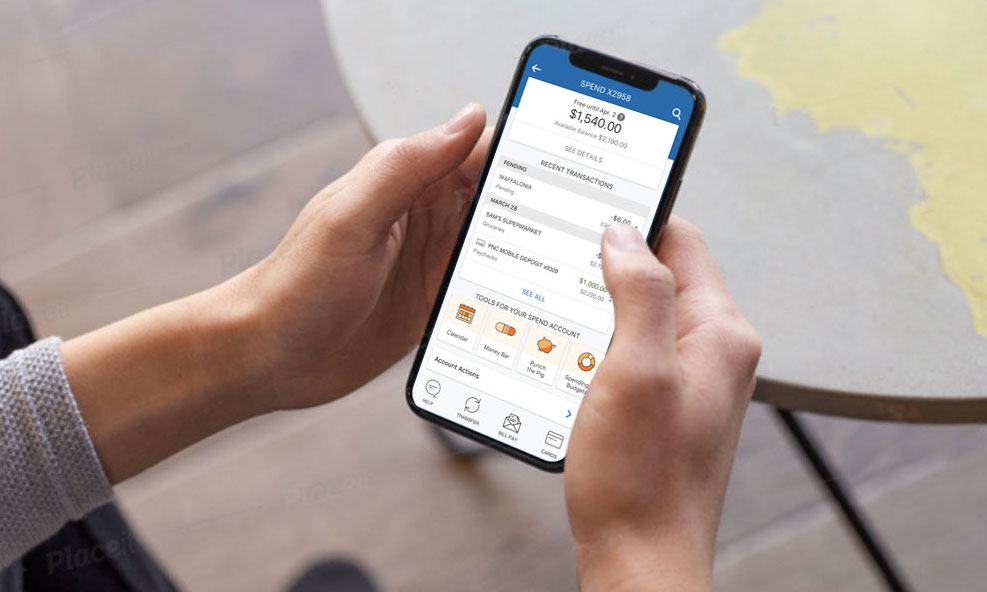 SPEND X2958
Free until Apr. 2 ?
$1,540.00
Available Balance $2,190.00
SEE DETAILS
RECENT TRANSACTIONS
PENDING
WAFFALONIA
-$6.00
Pending
MARCH 28
SAM'S SUPERMARKET
Groceries
PNC MOBILE DEPOSIT x9328
$1,000.00
Paychecks
$2,220.00
SEE ALL
TOOLS FOR YOUR SPEND ACCOUNT
Calendar
Money Bar
Punch
the Pig
Spending
Budgets
Account Actions
HELP
TRANSFER
BILL PAY
CARDS
Placeit